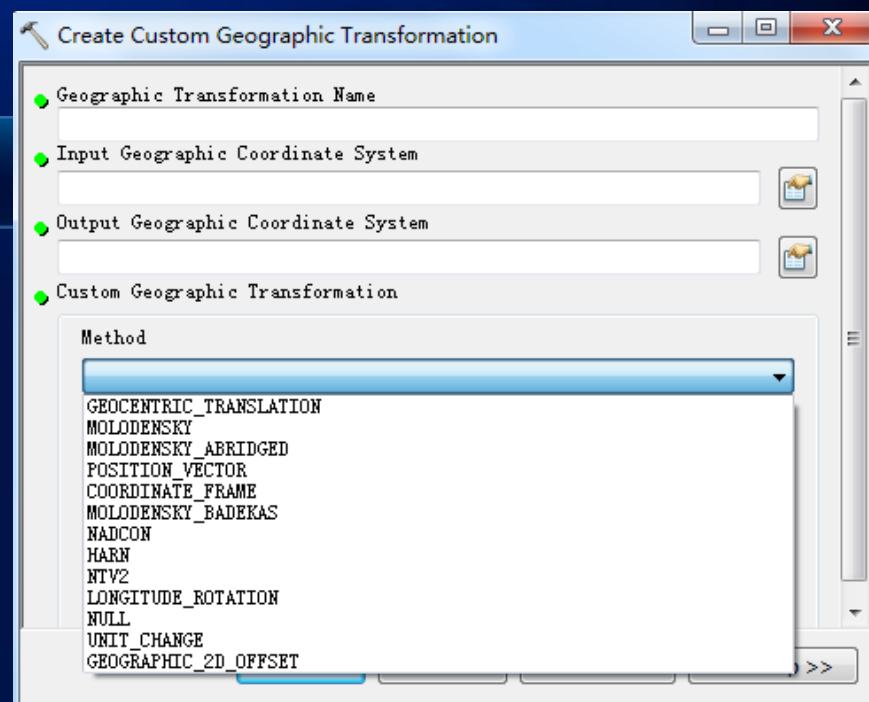 Create Custom Geographic Transformation
Geographic Transformation Name
Input Geographic Coordinate System
Output Geographic Coordinate System
Custom Geographic Transformation
Method
GEOCENTRIC_TRANSLATION
MOLODENSKY
MOLODENSKY_ABRIDGED
POSITION_VECTOR
COORDINATE_FRAME
MOLODENSKY_BADEKAS
NADCON
HARN
NTV2
LONGITUDE_ROTATION
NULL
UNIT_CHANGE
GEOGRAPHIC_2D_OFFSET
>>